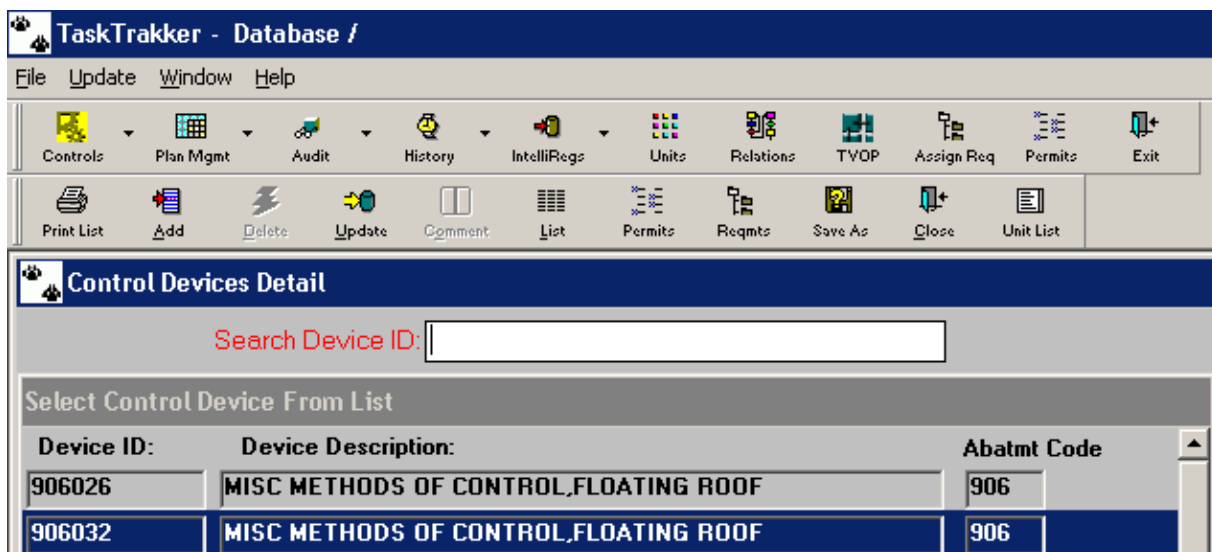 TaskTrakker - Database /
File Update Window Help
Controls Plan Mgmt Audit History IntelliRegs Units Relations TVOP Assign Req Permits Exit
Print List Add Delete Update Comment List Permits Reqmts Save As Close Unit List
Control Devices Detail
Search Device ID:
Select Control Device From List
Device ID: Device Description: Abatmt Code
906026 MISC METHODS OF CONTROL,FLOATING ROOF 906
906032 MISC METHODS OF CONTROL,FLOATING ROOF 906